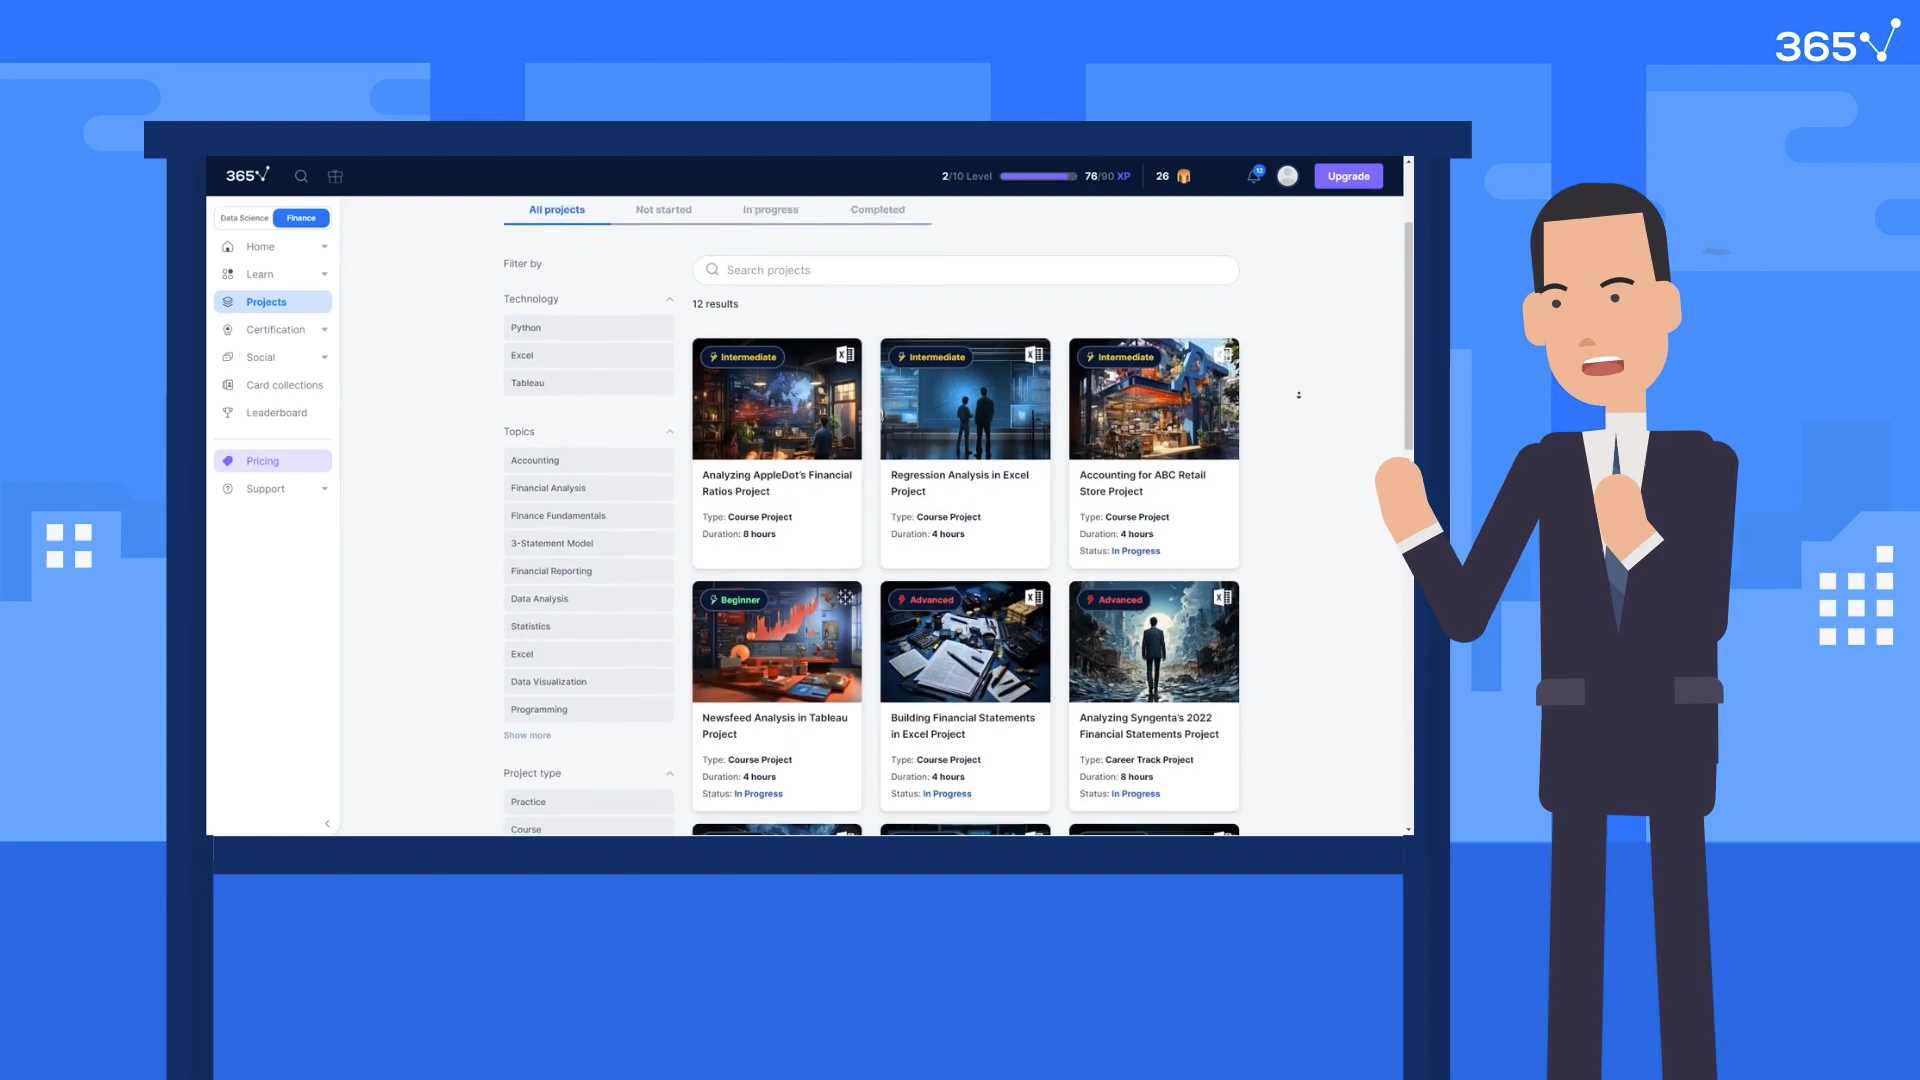 365
365
2/10 Level
76/90 XP
26
12
Upgrade
Data Science
Finance
Home
Learn
Projects
Certification
Social
Card collections
Leaderboard
Pricing
Support
All projects
Not started
In progress
Completed
Filter by
Technology
Python
Excel
Tableau
Topics
Accounting
Financial Analysis
Finance Fundamentals
3-Statement Model
Financial Reporting
Data Analysis
Statistics
Excel
Data Visualization
Programming
Show more
Project type
Practice
Course
Search projects
12 results
Intermediate
Analyzing AppleDot's Financial
Ratios Project
Type: Course Project
Duration: 8 hours
Intermediate
Regression Analysis in Excel
Project
Type: Course Project
Duration: 4 hours
Intermediate
Accounting for ABC Retail
Store Project
Type: Course Project
Duration: 4 hours
Status: In Progress
Beginner
Newsfeed Analysis in Tableau
Project
Type: Course Project
Duration: 4 hours
Status: In Progress
Advanced
Building Financial Statements
in Excel Project
Type: Course Project
Duration: 4 hours
Status: In Progress
Advanced
Analyzing Syngenta's 2022
Financial Statements Project
Type: Career Track Project
Duration: 8 hours
Status: In Progress